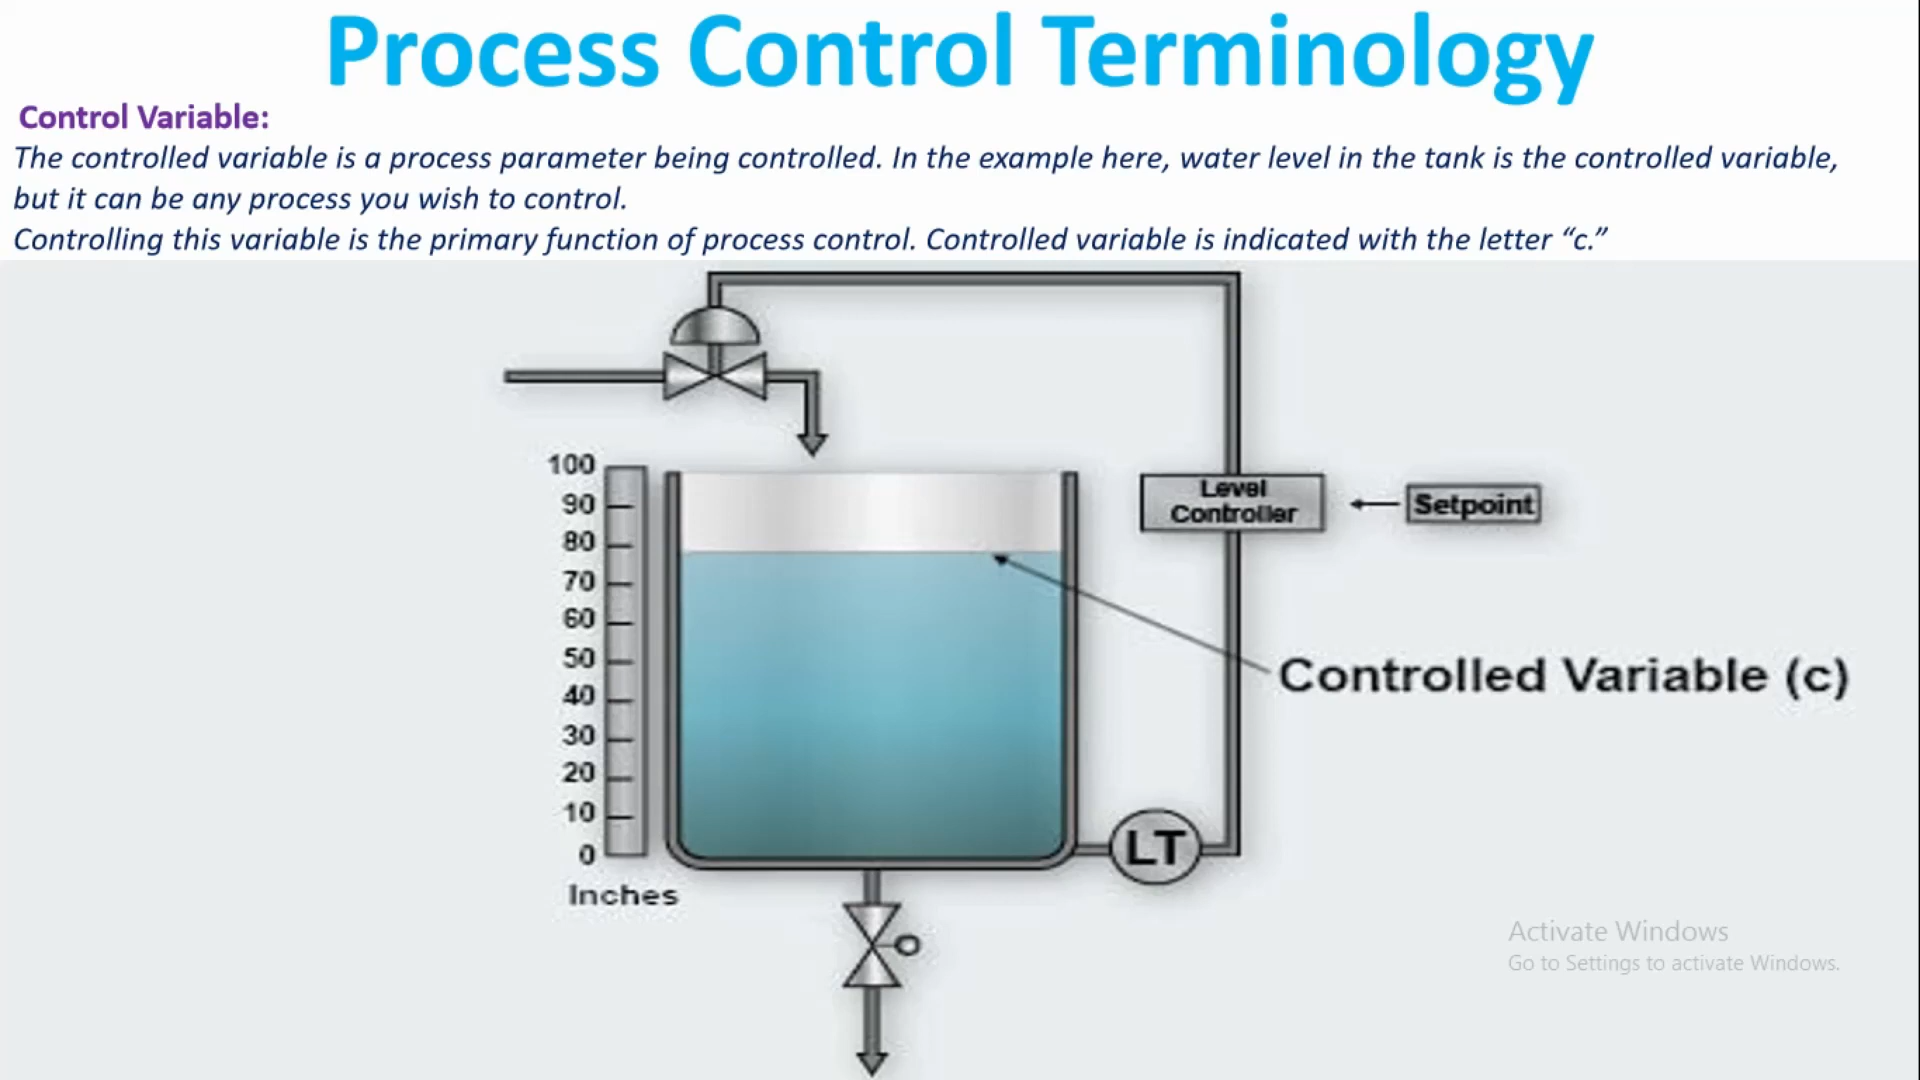 Process Control Terminology
Control Variable:
The controlled variable is a process parameter being controlled. In the example here, water level in the tank is the controlled variable,
but it can be any process you wish to control.
Controlling this variable is the primary function of process control. Controlled variable is indicated with the letter “c.”
100
90
80
70
60
50
40
30
20
10
0
Inches
Level
Controller
Setpoint
Controlled Variable (c)
LT
Activate Windows
Go to Settings to activate Windows.